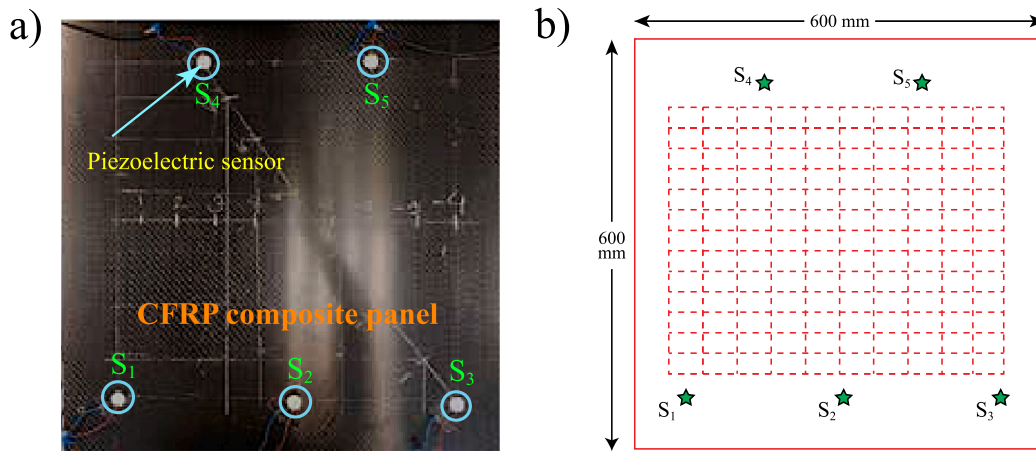 a)
S4
S5
Piezoelectric sensor
CFRP composite panel
S1
S2
S3
b)
600 mm
S4
S5
600
mm
S1
S2
S3